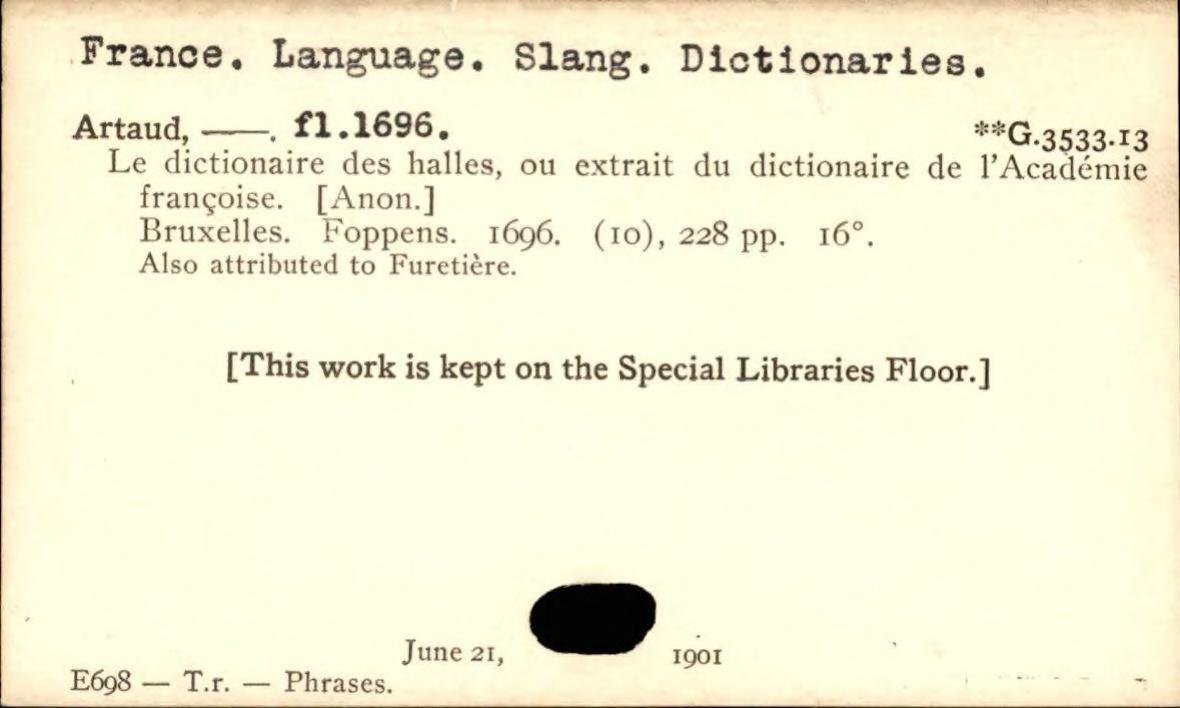 France. Language. Slang. Dictionaries.
Artaud, ——. fl.1696. **G.3533.13
Le dictionaire des halles, ou extrait du dictionaire de l'Académie
françoise. [Anon.]
Bruxelles. Foppens. 1696. (10), 228 pp. 16°.
Also attributed to Furetière.
[This work is kept on the Special Libraries Floor.]
June 21, 1901
E698 — T.r. — Phrases.